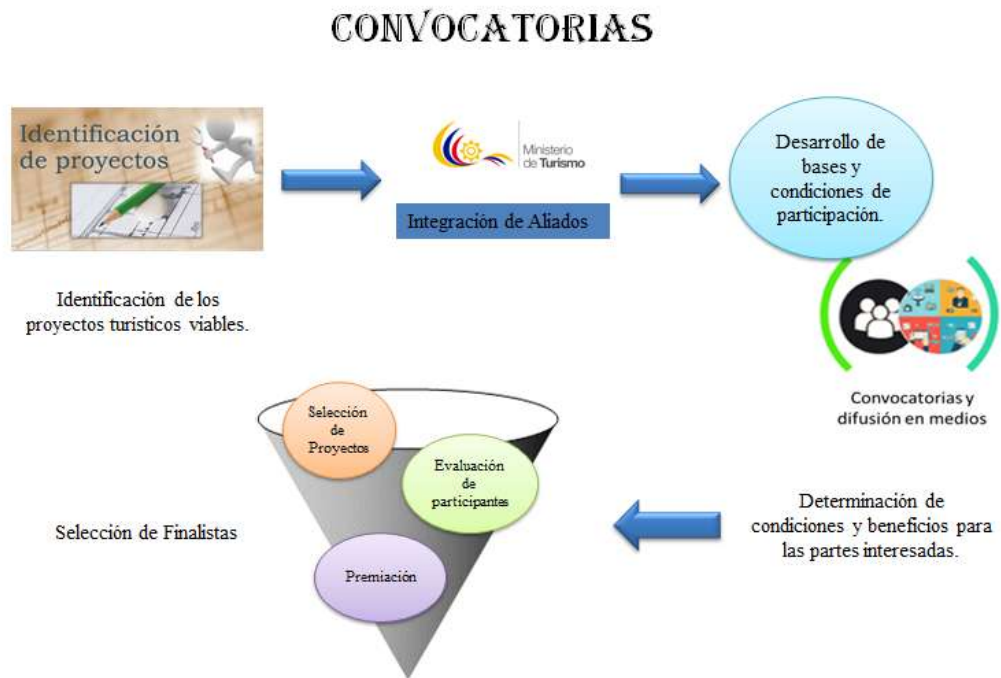 CONVOCATORIAS
Identificación
de proyectos
Ministerio
de Turismo
Integración de Aliados
Desarrollo de
bases y
condiciones de
participación.
Identificación de los
proyectos turisticos viables.
Convocatorias y
difusión en medios
Selección
de
Proyectos
Evaluación
de
participantes
Premiación
Selección de Finalistas
Determinación de
condiciones y beneficios para
las partes interesadas.